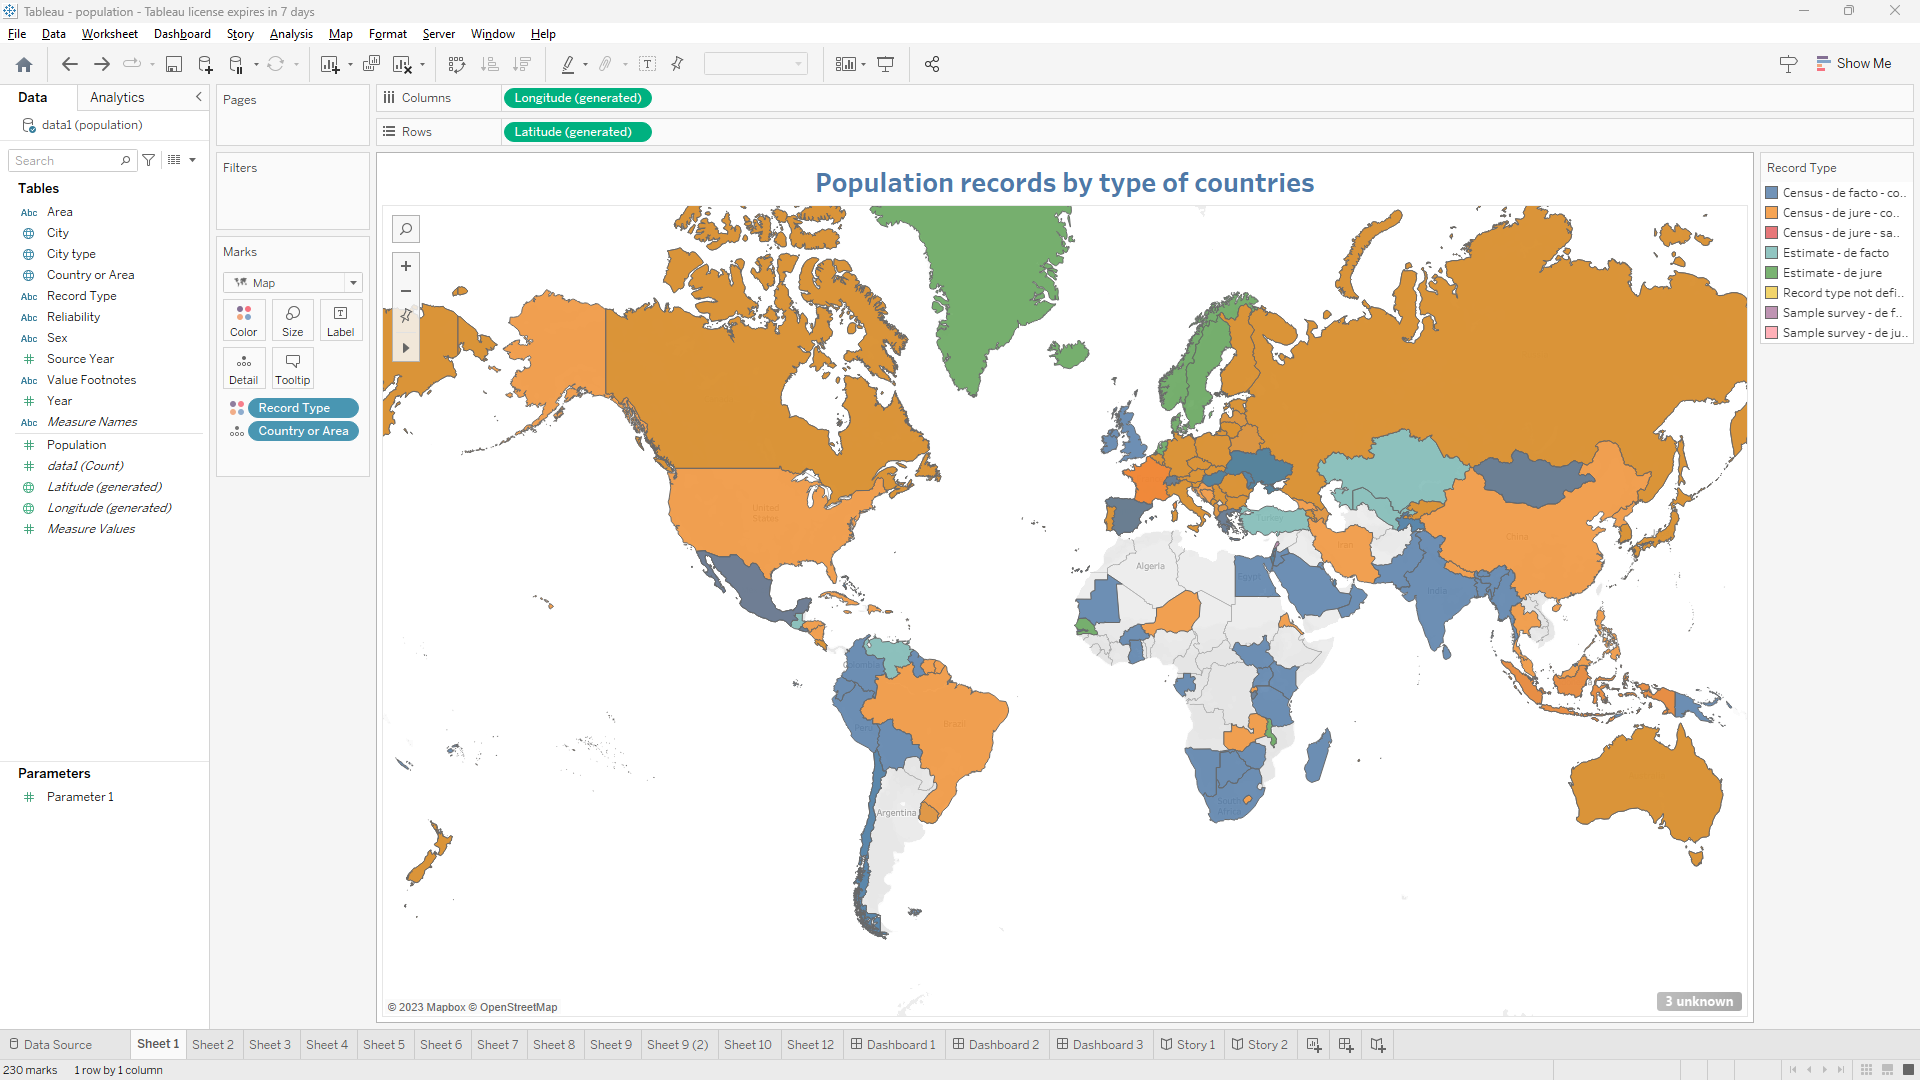 Tableau - population - Tableau license expires in 7 days
File Data Worksheet Dashboard Story Analysis Map Format Server Window Help
Show Me
Data Analytics
data1 (population)
Search
Tables
Abc Area
City
City type
Country or Area
Abc Record Type
Abc Reliability
Abc Sex
Source Year
Abc Value Footnotes
Year
Abc Measure Names
Population
data1 (Count)
Latitude (generated)
Longitude (generated)
Measure Values
Parameters
Parameter 1
Pages
Filters
Marks
Map
Color Size Label
Detail Tooltip
Record Type
Country or Area
Columns Longitude (generated)
Rows Latitude (generated)
Population records by type of countries
United
States
Turkey
Iran
China
Algeria
Egypt
India
Colombia
Brazil
Peru
South
Argentina
© 2023 Mapbox © OpenStreetMap
3 unknown
Record Type
Census - de facto - co..
Census - de jure - co..
Census - de jure - sa..
Estimate - de facto
Estimate - de jure
Record type not defi..
Sample survey - de f..
Sample survey - de ju..
Data Source Sheet 1 Sheet 2 Sheet 3 Sheet 4 Sheet 5 Sheet 6 Sheet 7 Sheet 8 Sheet 9 Sheet 9 (2) Sheet 10 Sheet 12 Dashboard 1 Dashboard 2 Dashboard 3 Story 1 Story 2
230 marks 1 row by 1 column